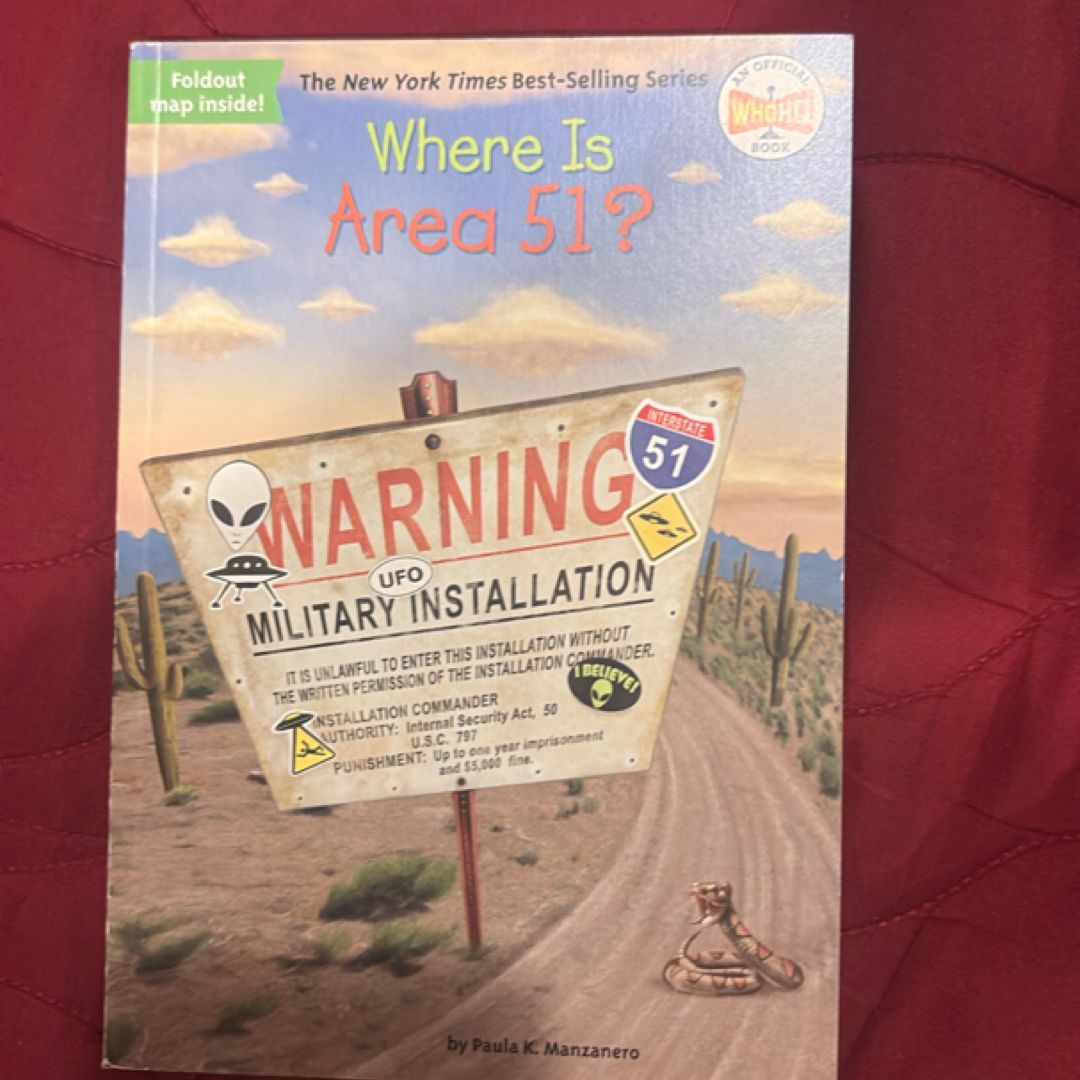 Foldout
map inside!
The New York Times Best-Selling Series
AN OFFICIAL
WHOHQ
BOOK
Where Is
Area 51?
INTERSTATE
51
WARNING
UFO
MILITARY INSTALLATION
IT IS UNLAWFUL TO ENTER THIS INSTALLATION WITHOUT
THE WRITTEN PERMISSION OF THE INSTALLATION COMMANDER.
I BELIEVE!
INSTALLATION COMMANDER
AUTHORITY: Internal Security Act, 50
U.S.C. 797
PUNISHMENT: Up to one year imprisonment
and $5,000 fine.
by Paula K. Manzanero